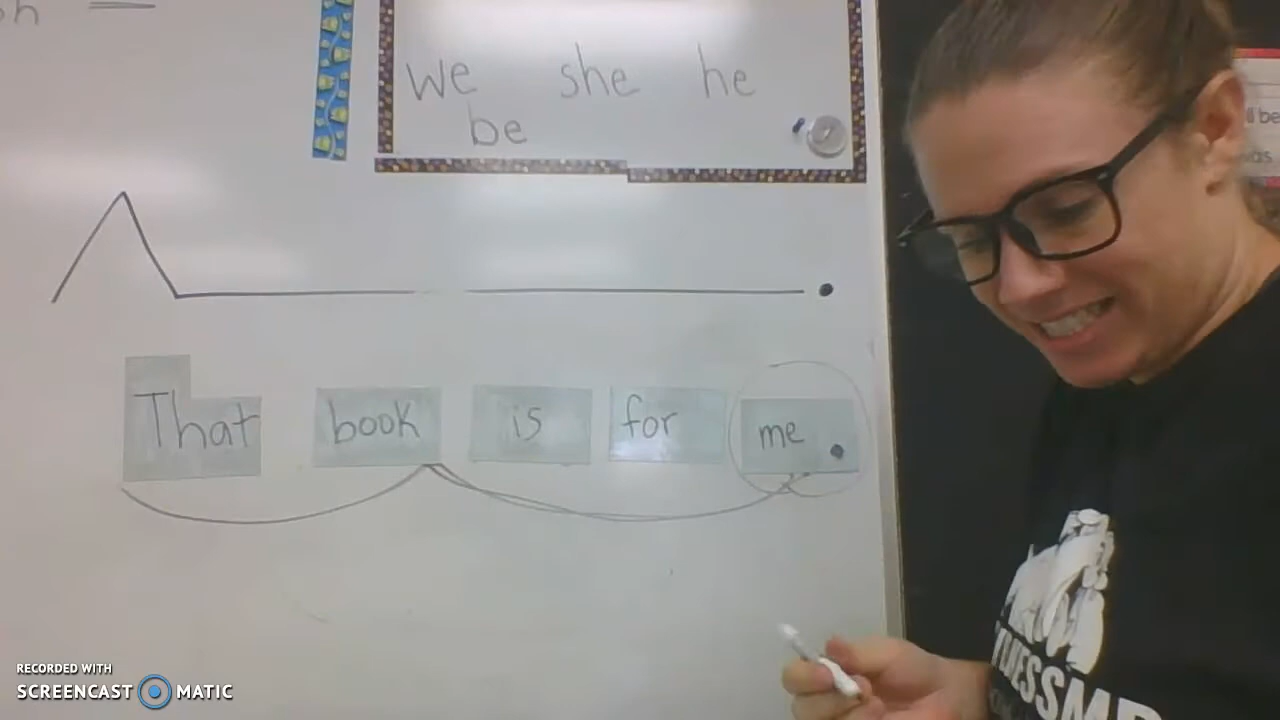 we she he
be
That book is for me.
RECORDED WITH
SCREENCAST MATIC